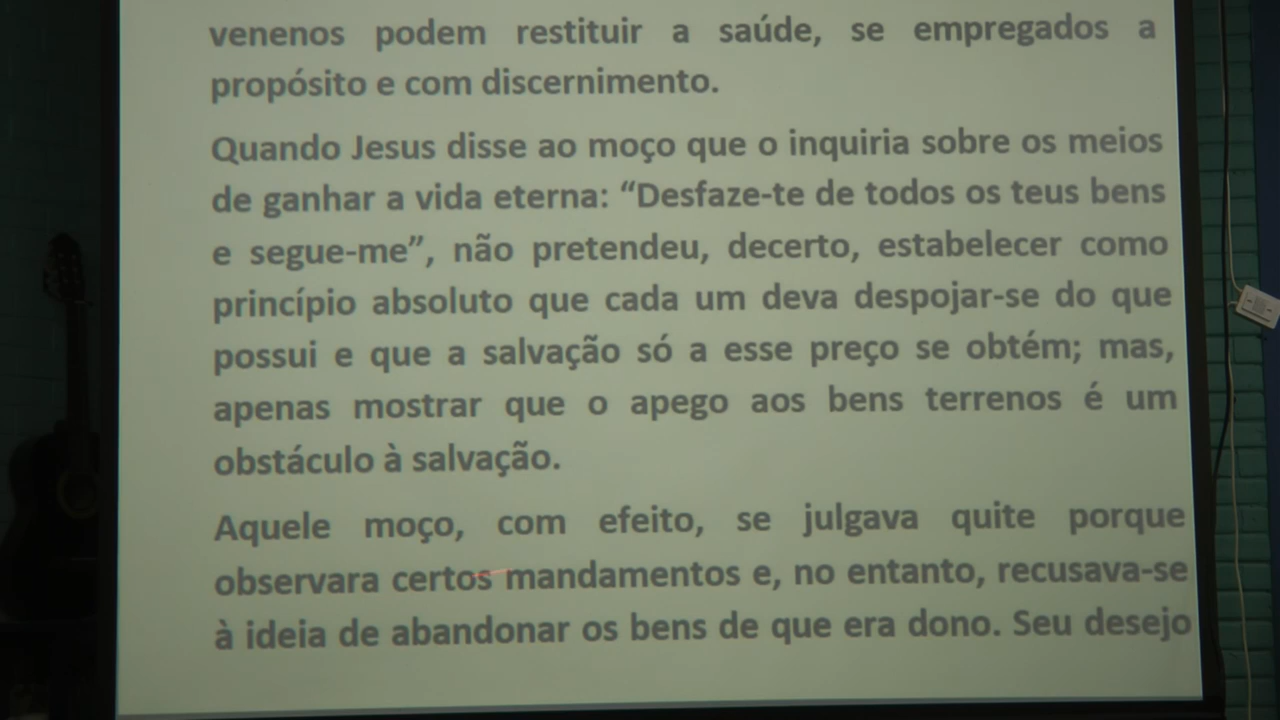 venenos podem restituir a saúde, se empregados a
propósito e com discernimento.
Quando Jesus disse ao moço que o inquiria sobre os meios
de ganhar a vida eterna: “Desfaze-te de todos os teus bens
e segue-me”, não pretendeu, decerto, estabelecer como
princípio absoluto que cada um deva despojar-se do que
possui e que a salvação só a esse preço se obtém; mas,
apenas mostrar que o apego aos bens terrenos é um
obstáculo à salvação.
Aquele moço, com efeito, se julgava quite porque
observara certos mandamentos e, no entanto, recusava-se
à ideia de abandonar os bens de que era dono. Seu desejo